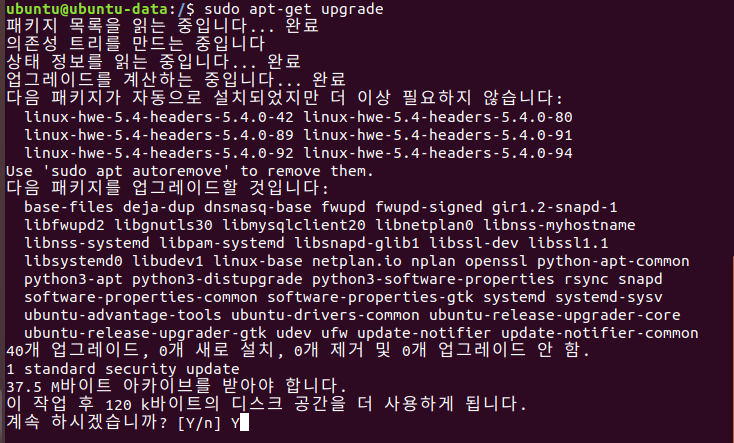 ubuntu@ubuntu-data:/$ sudo apt-get upgrade
패키지 목록을 읽는 중입니다... 완료
의존성 트리를 만드는 중입니다
상태 정보를 읽는 중입니다... 완료
업그레이드를 계산하는 중입니다... 완료
다음 패키지가 자동으로 설치되었지만 더 이상 필요하지 않습니다:
linux-hwe-5.4-headers-5.4.0-42 linux-hwe-5.4-headers-5.4.0-80
linux-hwe-5.4-headers-5.4.0-89 linux-hwe-5.4-headers-5.4.0-91
linux-hwe-5.4-headers-5.4.0-92 linux-hwe-5.4-headers-5.4.0-94
Use 'sudo apt autoremove' to remove them.
다음 패키지를 업그레이드할 것입니다:
base-files deja-dup dnsmasq-base fwupd fwupd-signed gir1.2-snapd-1
libfwupd2 libgnutls30 libmysqlclient20 libnetplan0 libnss-myhostname
libnss-systemd libpam-systemd libsnapd-glib1 libssl-dev libssl1.1
libsystemd0 libudev1 linux-base netplan.io nplan openssl python-apt-common
python3-apt python3-distupgrade python3-software-properties rsync snapd
software-properties-common software-properties-gtk systemd systemd-sysv
ubuntu-advantage-tools ubuntu-drivers-common ubuntu-release-upgrader-core
ubuntu-release-upgrader-gtk udev ufw update-notifier update-notifier-common
40개 업그레이드, 0개 새로 설치, 0개 제거 및 0개 업그레이드 안 함.
1 standard security update
37.5 M바이트 아카이브를 받아야 합니다.
이 작업 후 120 k바이트의 디스크 공간을 더 사용하게 됩니다.
계속 하시겠습니까? [Y/n] Y